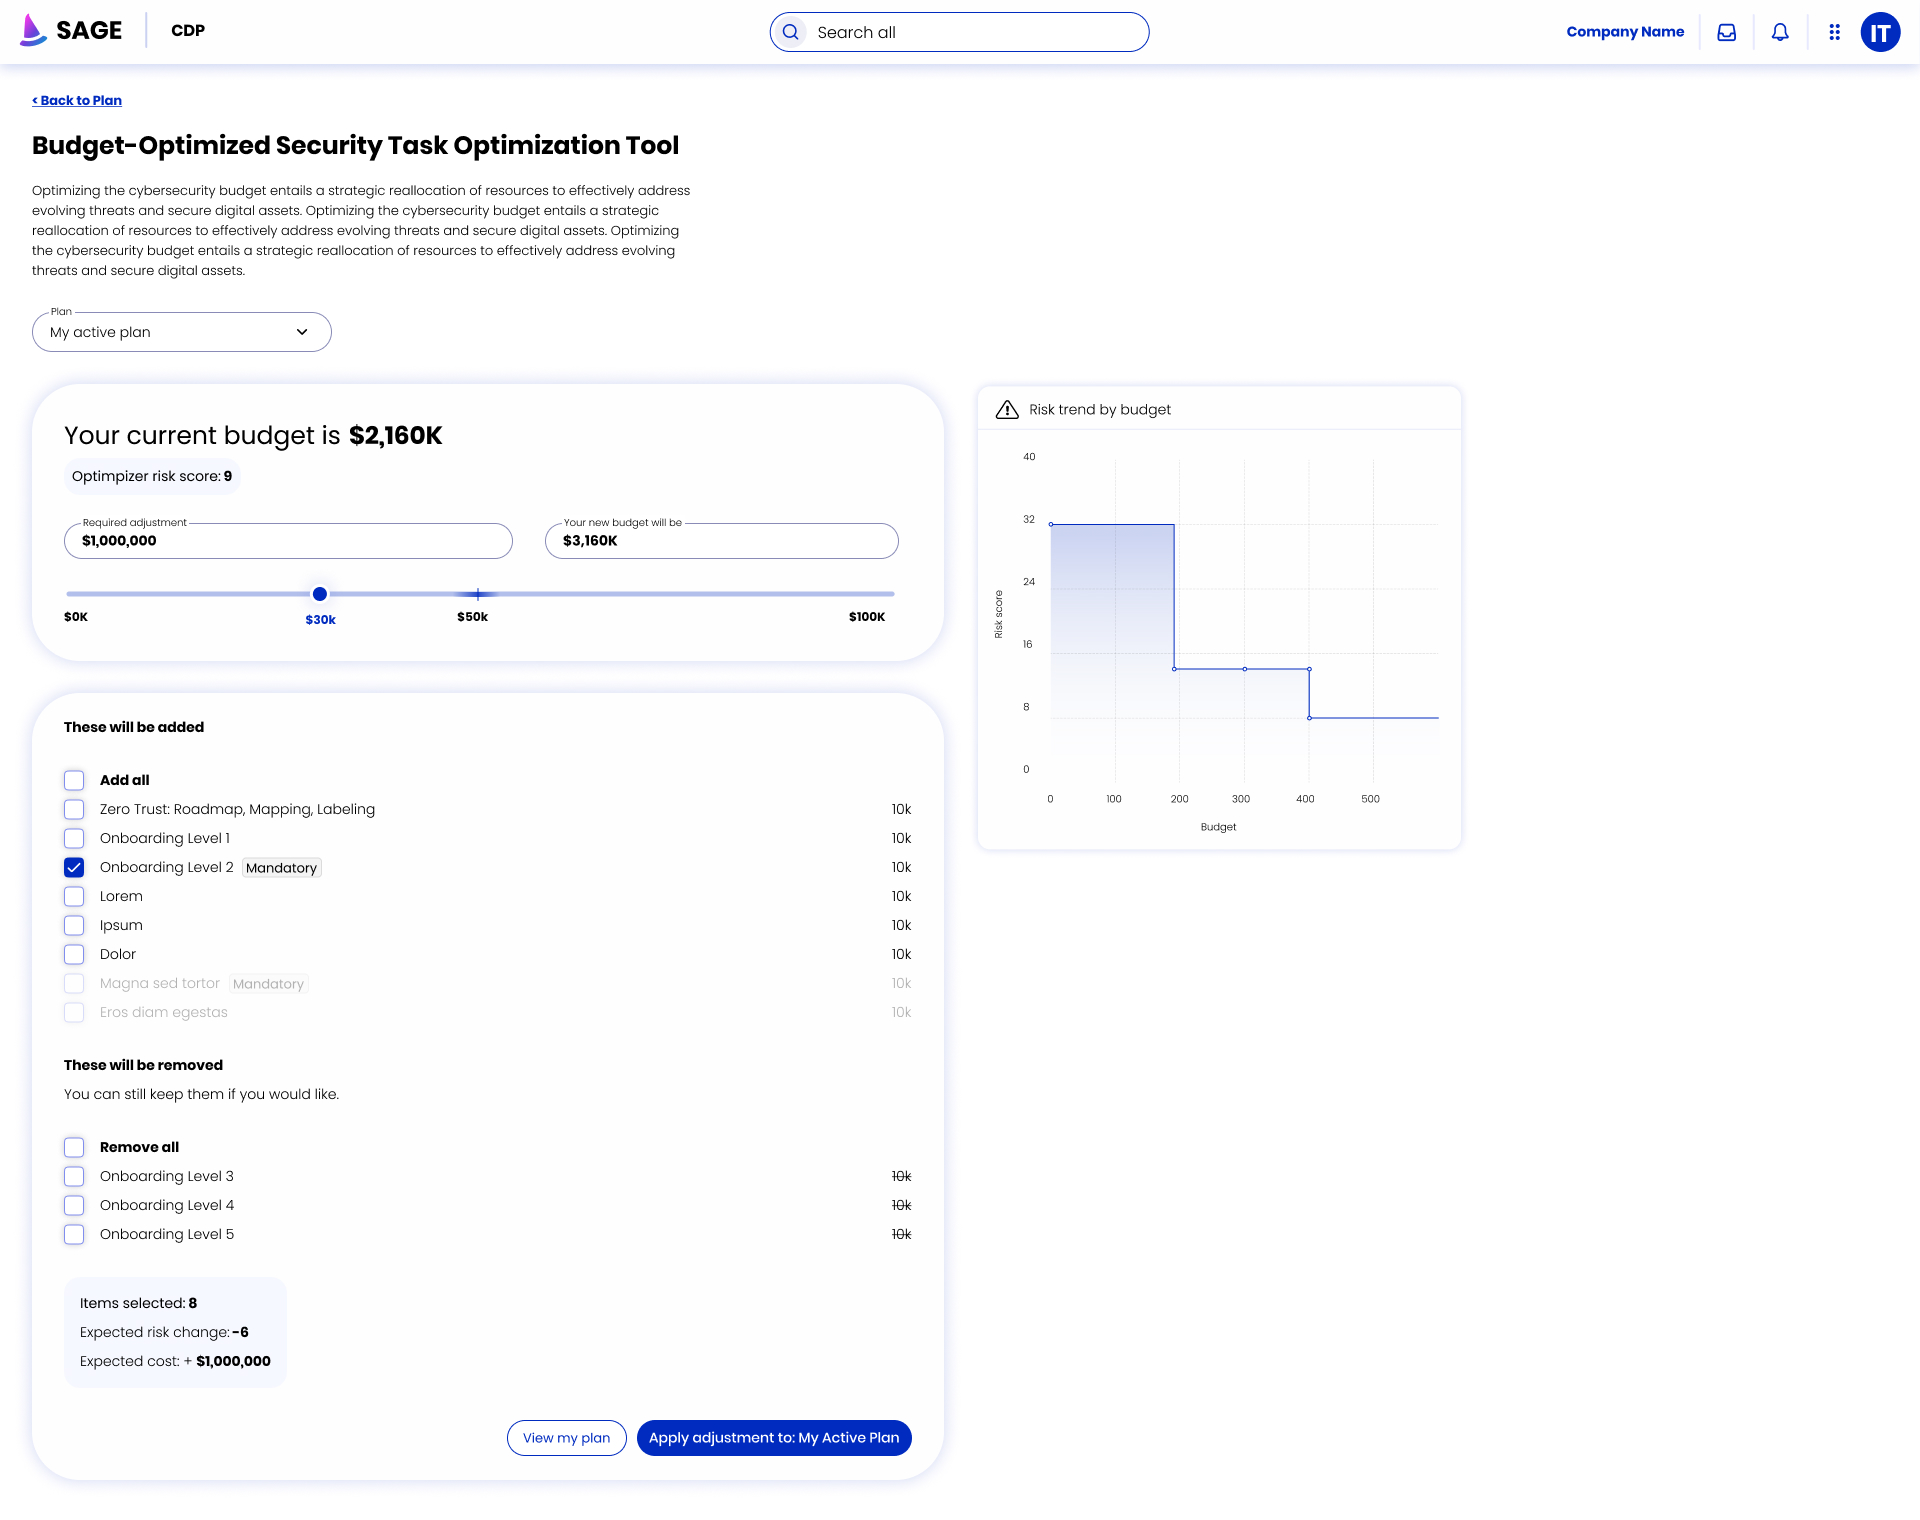 SAGE
CDP
Search all
Company Name
IT
< Back to Plan
Budget-Optimized Security Task Optimization Tool
Optimizing the cybersecurity budget entails a strategic reallocation of resources to effectively address
evolving threats and secure digital assets. Optimizing the cybersecurity budget entails a strategic
reallocation of resources to effectively address evolving threats and secure digital assets. Optimizing
the cybersecurity budget entails a strategic reallocation of resources to effectively address evolving
threats and secure digital assets.
Plan
My active plan
Your current budget is $2,160K
Optimpizer risk score: 9
Required adjustment
$1,000,000
Your new budget will be
$3,160K
$0K
$30k
$50k
$100K
These will be added
Add all
Zero Trust: Roadmap, Mapping, Labeling 10k
Onboarding Level 1 10k
Onboarding Level 2 Mandatory 10k
Lorem 10k
Ipsum 10k
Dolor 10k
Magna sed tortor Mandatory 10k
Eros diam egestas 10k
These will be removed
You can still keep them if you would like.
Remove all
Onboarding Level 3 10k
Onboarding Level 4 10k
Onboarding Level 5 10k
Items selected: 8
Expected risk change: -6
Expected cost: + $1,000,000
View my plan
Apply adjustment to: My Active Plan
Risk trend by budget
40
32
24
16
8
0
Risk score
0 100 200 300 400 500
Budget